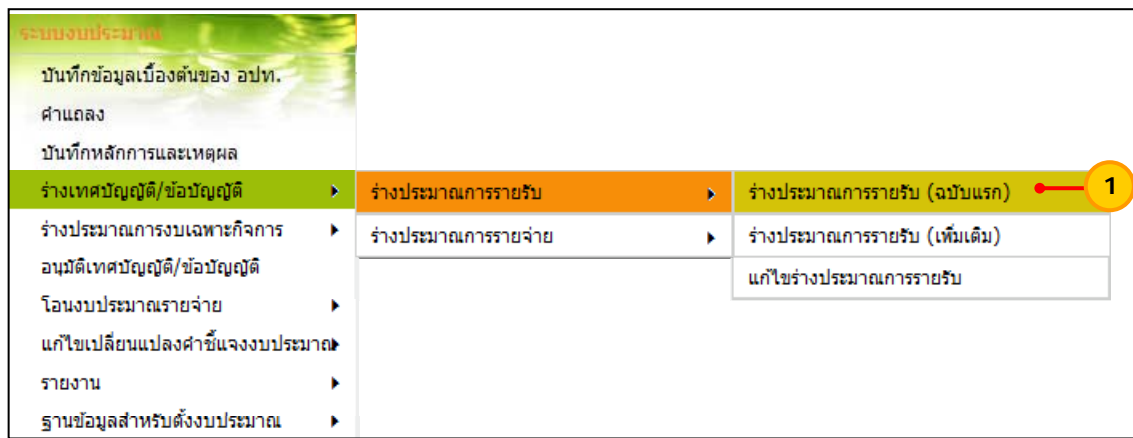 ระบบงบประมาณ
บันทึกข้อมูลเบื้องต้นของ อปท.
คำแถลง
บันทึกหลักการและเหตุผล
ร่างเทศบัญญัติ/ข้อบัญญัติ
ร่างประมาณการรายรับ
ร่างประมาณการรายรับ (ฉบับแรก)
1
ร่างประมาณการงบเฉพาะกิจการ
ร่างประมาณการรายจ่าย
ร่างประมาณการรายรับ (เพิ่มเติม)
อนุมัติเทศบัญญัติ/ข้อบัญญัติ
แก้ไขร่างประมาณการรายรับ
โอนงบประมาณรายจ่าย
แก้ไขเปลี่ยนแปลงคำชี้แจงงบประมาณ
รายงาน
ฐานข้อมูลสำหรับตั้งงบประมาณ